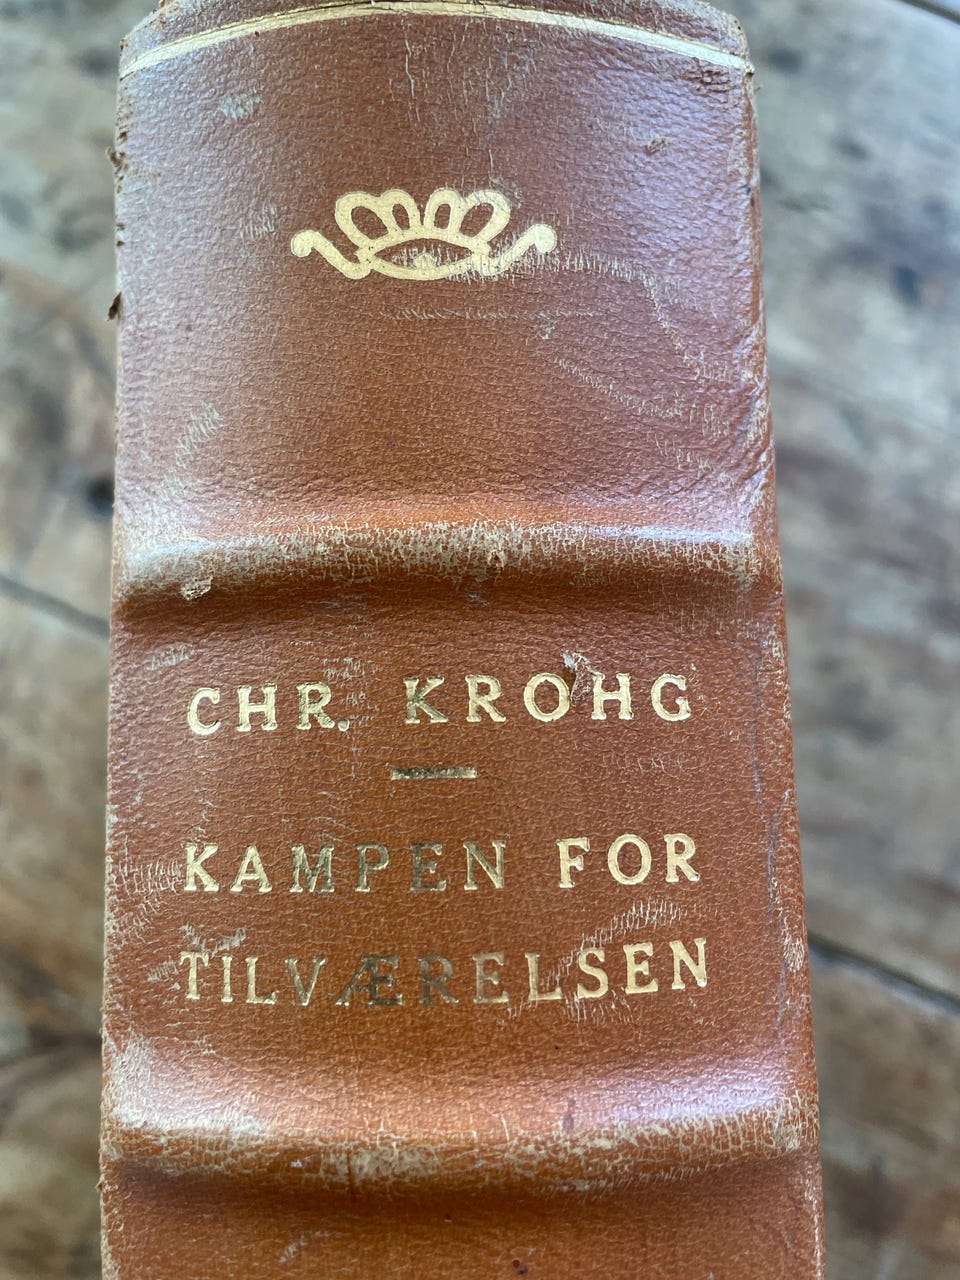 CHR. KROHG
KAMPEN FOR
TILVÆRELSEN